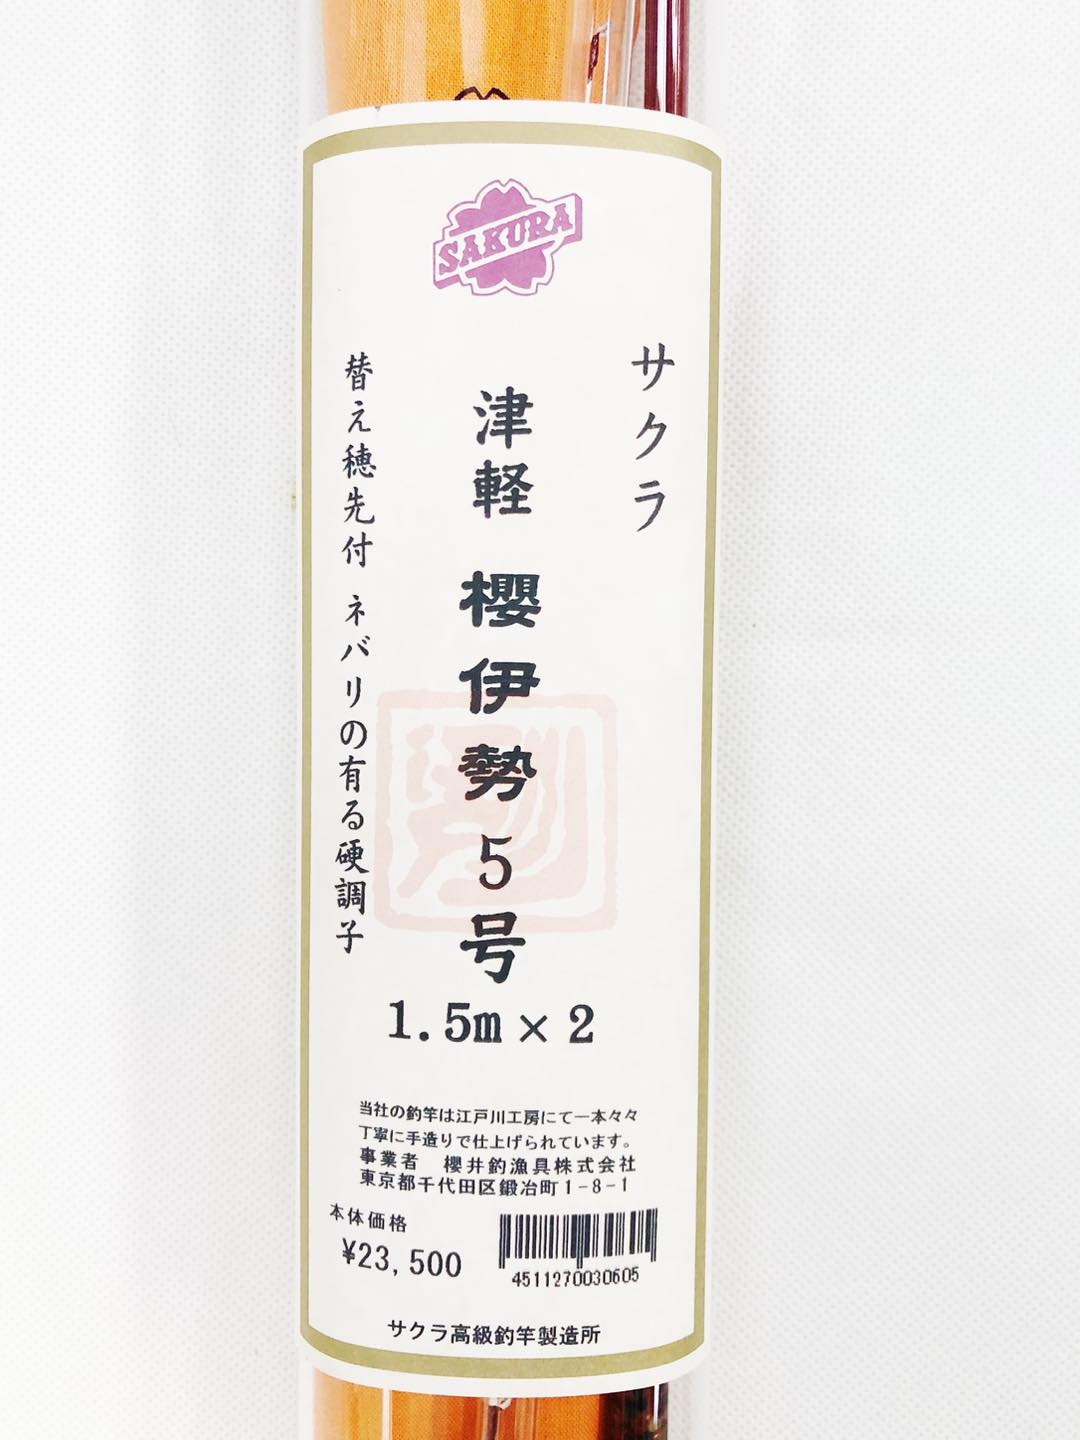 SAKURA
サクラ
津軽 櫻伊勢5号
替え穂先付 ネバリの有る硬調子
1.5m×2
当社の釣竿は江戸川工房にて一本々々
丁寧に手造りで仕上げられています。
事業者 櫻井釣漁具株式会社
東京都千代田区鍛冶町1-8-1
本体価格
¥23,500
4511270030605
サクラ高級釣竿製造所